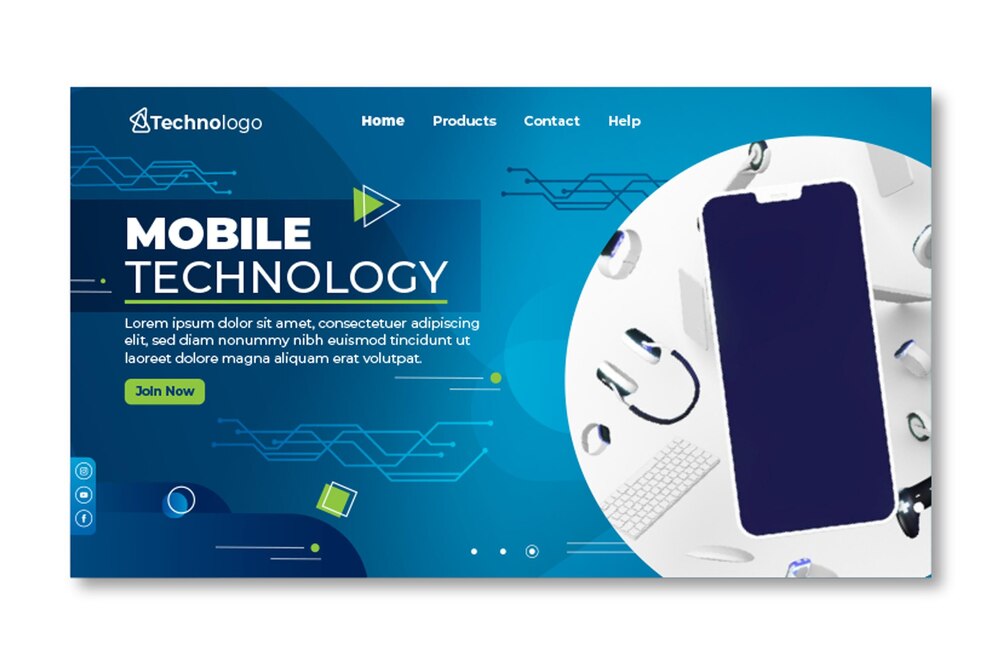 Technologo
Home Products Contact Help
MOBILE
TECHNOLOGY
Lorem ipsum dolor sit amet, consectetuer adipiscing
elit, sed diam nonummy nibh euismod tincidunt ut
laoreet dolore magna aliquam erat volutpat.
Join Now